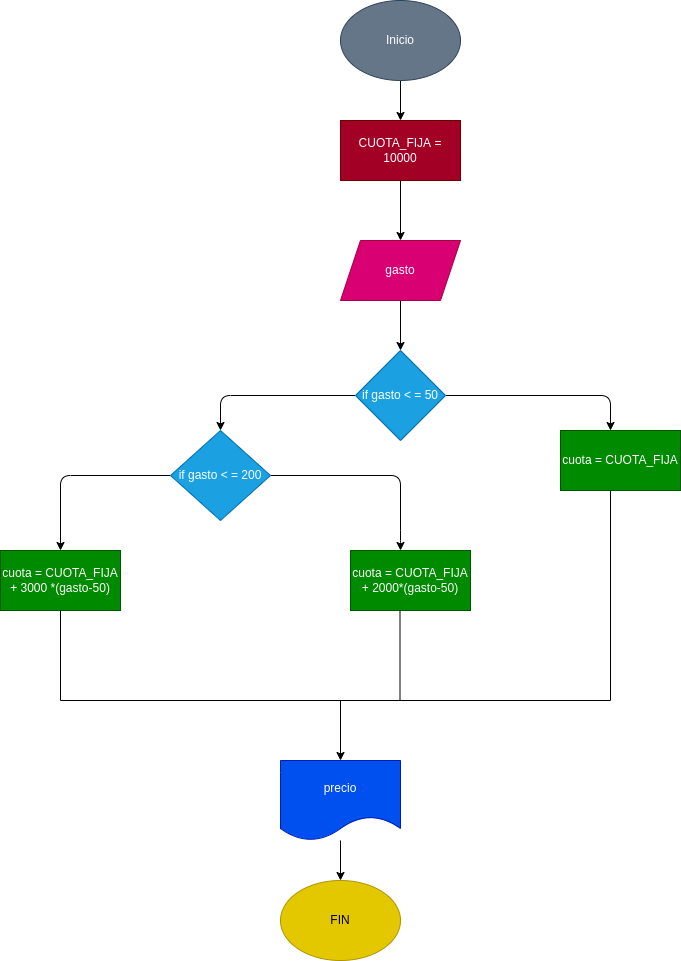 Inicio
CUOTA_FIJA =
10000
gasto
if gasto < = 50
cuota = CUOTA_FIJA
if gasto < = 200
cuota = CUOTA_FIJA
+ 3000 *(gasto-50)
cuota = CUOTA_FIJA
+ 2000*(gasto-50)
precio
FIN